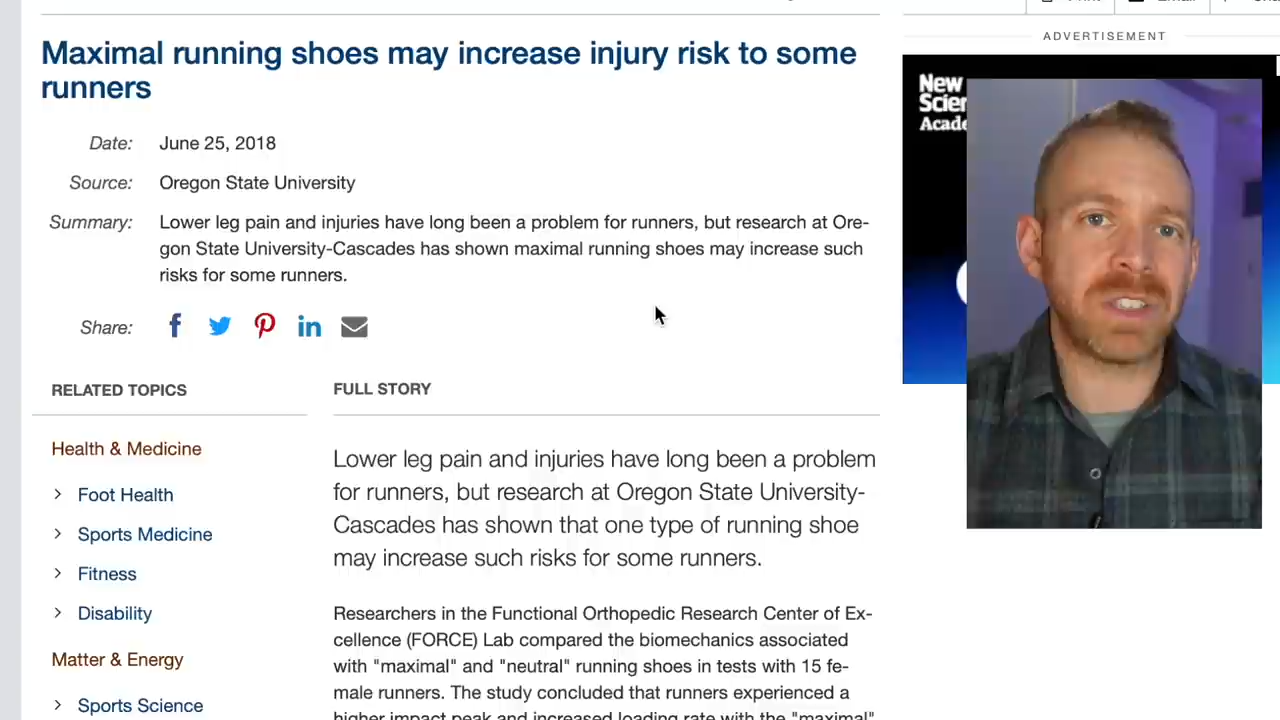 Maximal running shoes may increase injury risk to some
runners
Date: June 25, 2018
Source: Oregon State University
Summary: Lower leg pain and injuries have long been a problem for runners, but research at Ore-
gon State University-Cascades has shown maximal running shoes may increase such
risks for some runners.
Share:
RELATED TOPICS
Health & Medicine
Foot Health
Sports Medicine
Fitness
Disability
Matter & Energy
Sports Science
FULL STORY
Lower leg pain and injuries have long been a problem
for runners, but research at Oregon State University-
Cascades has shown that one type of running shoe
may increase such risks for some runners.
Researchers in the Functional Orthopedic Research Center of Ex-
cellence (FORCE) Lab compared the biomechanics associated
with "maximal" and "neutral" running shoes in tests with 15 fe-
male runners. The study concluded that runners experienced a
higher impact peak and increased loading rate with the "maximal"
ADVERTISEMENT
New